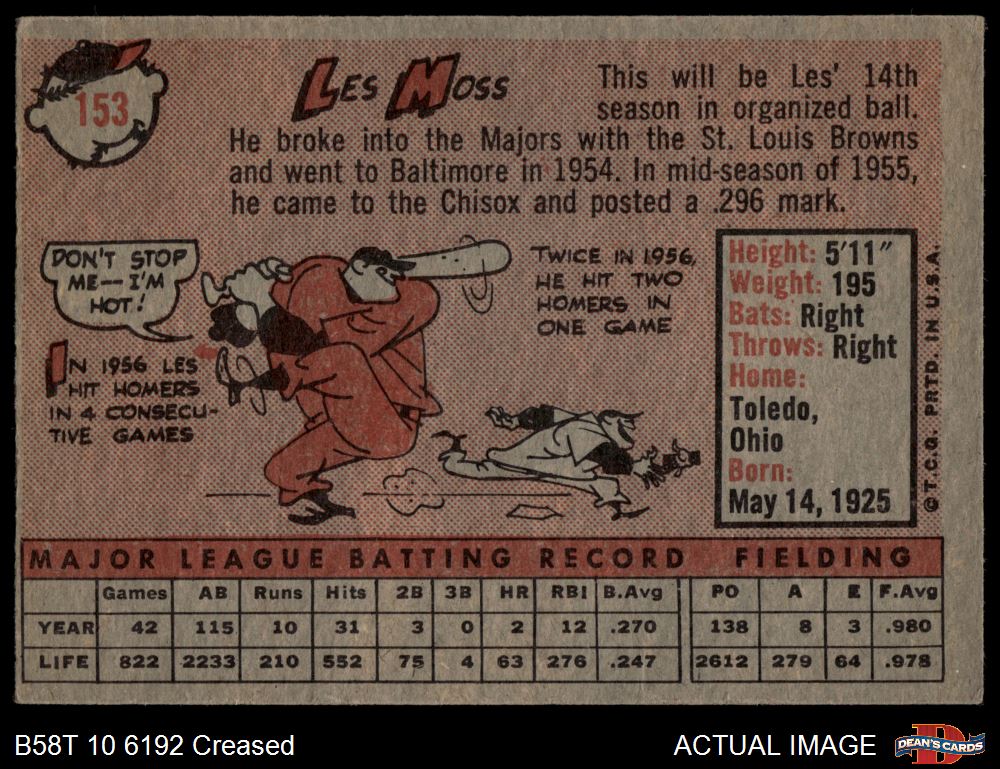 153
LES MOSS
This will be Les' 14th
season in organized ball.
He broke into the Majors with the St. Louis Browns
and went to Baltimore in 1954. In mid-season of 1955,
he came to the Chisox and posted a .296 mark.
DON'T STOP
ME—I'M
HOT!
IN 1956 LES
HIT HOMERS
IN 4 CONSECU-
TIVE GAMES
TWICE IN 1956,
HE HIT TWO
HOMERS IN
ONE GAME
Height: 5'11"
Weight: 195
Bats: Right
Throws: Right
Home:
Toledo,
Ohio
Born:
May 14, 1925
©T.C.G. PRTD. IN U.S.A.
MAJOR LEAGUE BATTING RECORD FIELDING
Games AB Runs Hits 2B 3B HR RBI B.Avg PO A E F.Avg
YEAR 42 115 10 31 3 0 2 12 .270 138 8 3 .980
LIFE 822 2233 210 552 75 4 63 276 .247 2612 279 64 .978
B58T 10 6192 Creased ACTUAL IMAGE
D
DEAN'S CARDS